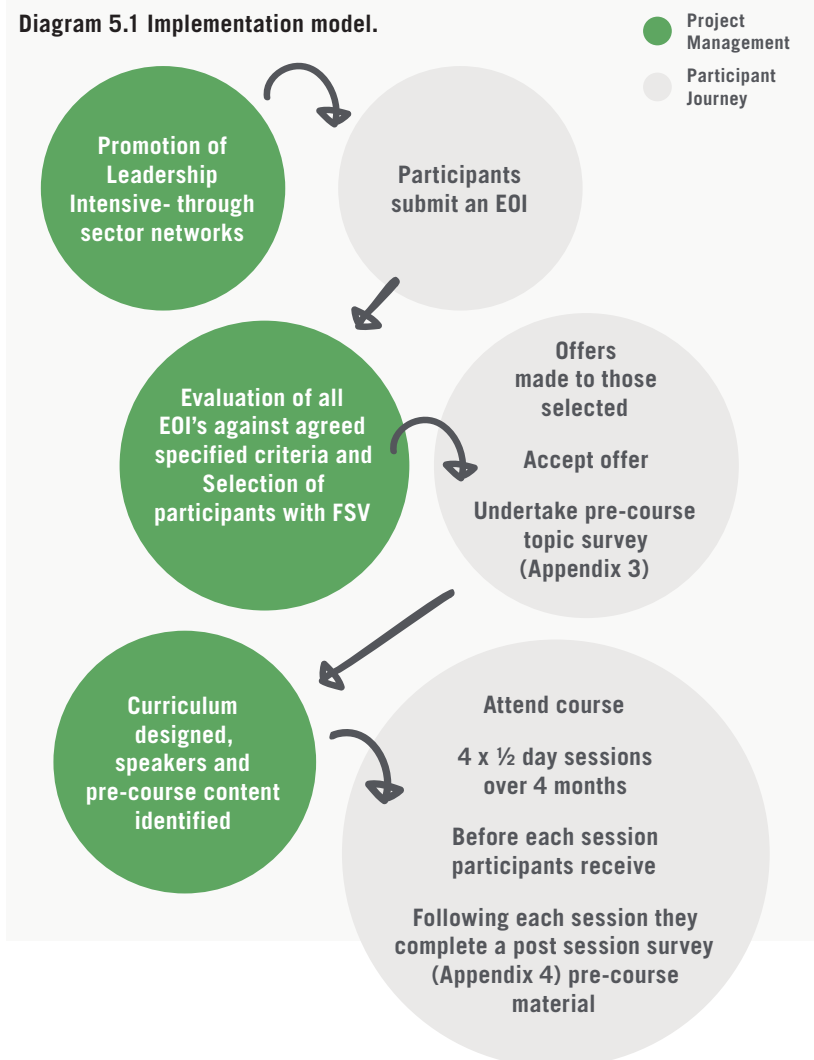 Diagram 5.1 Implementation model.
Project
Management
Participant
Journey
Promotion of
Leadership
Intensive- through
sector networks
Participants
submit an EOI
Evaluation of all
EOI's against agreed
specified criteria and
Selection of
participants with FSV
Offers
made to those
selected
Accept offer
Undertake pre-course
topic survey
(Appendix 3)
Curriculum
designed,
speakers and
pre-course content
identified
Attend course
4 x ½ day sessions
over 4 months
Before each session
participants receive
Following each session they
complete a post session survey
(Appendix 4) pre-course
material